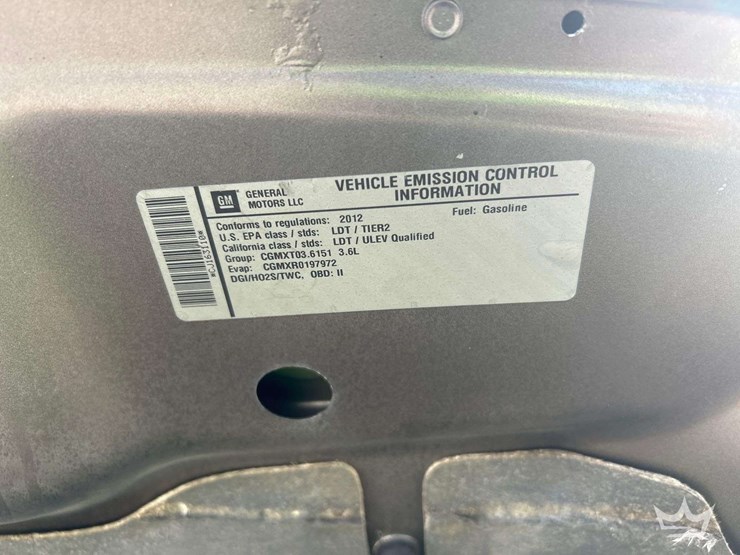 GM
GENERAL
MOTORS LLC
VEHICLE EMISSION CONTROL
INFORMATION
Conforms to regulations: 2012
Fuel: Gasoline
U.S. EPA class / stds: LDT / TIER2
California class / stds: LDT / ULEV Qualified
Group: CGMXT03.6151 3.6L
Evap: CGMXR0197972
DGI/HO2S/TWC, OBD: II
*CJ163110*